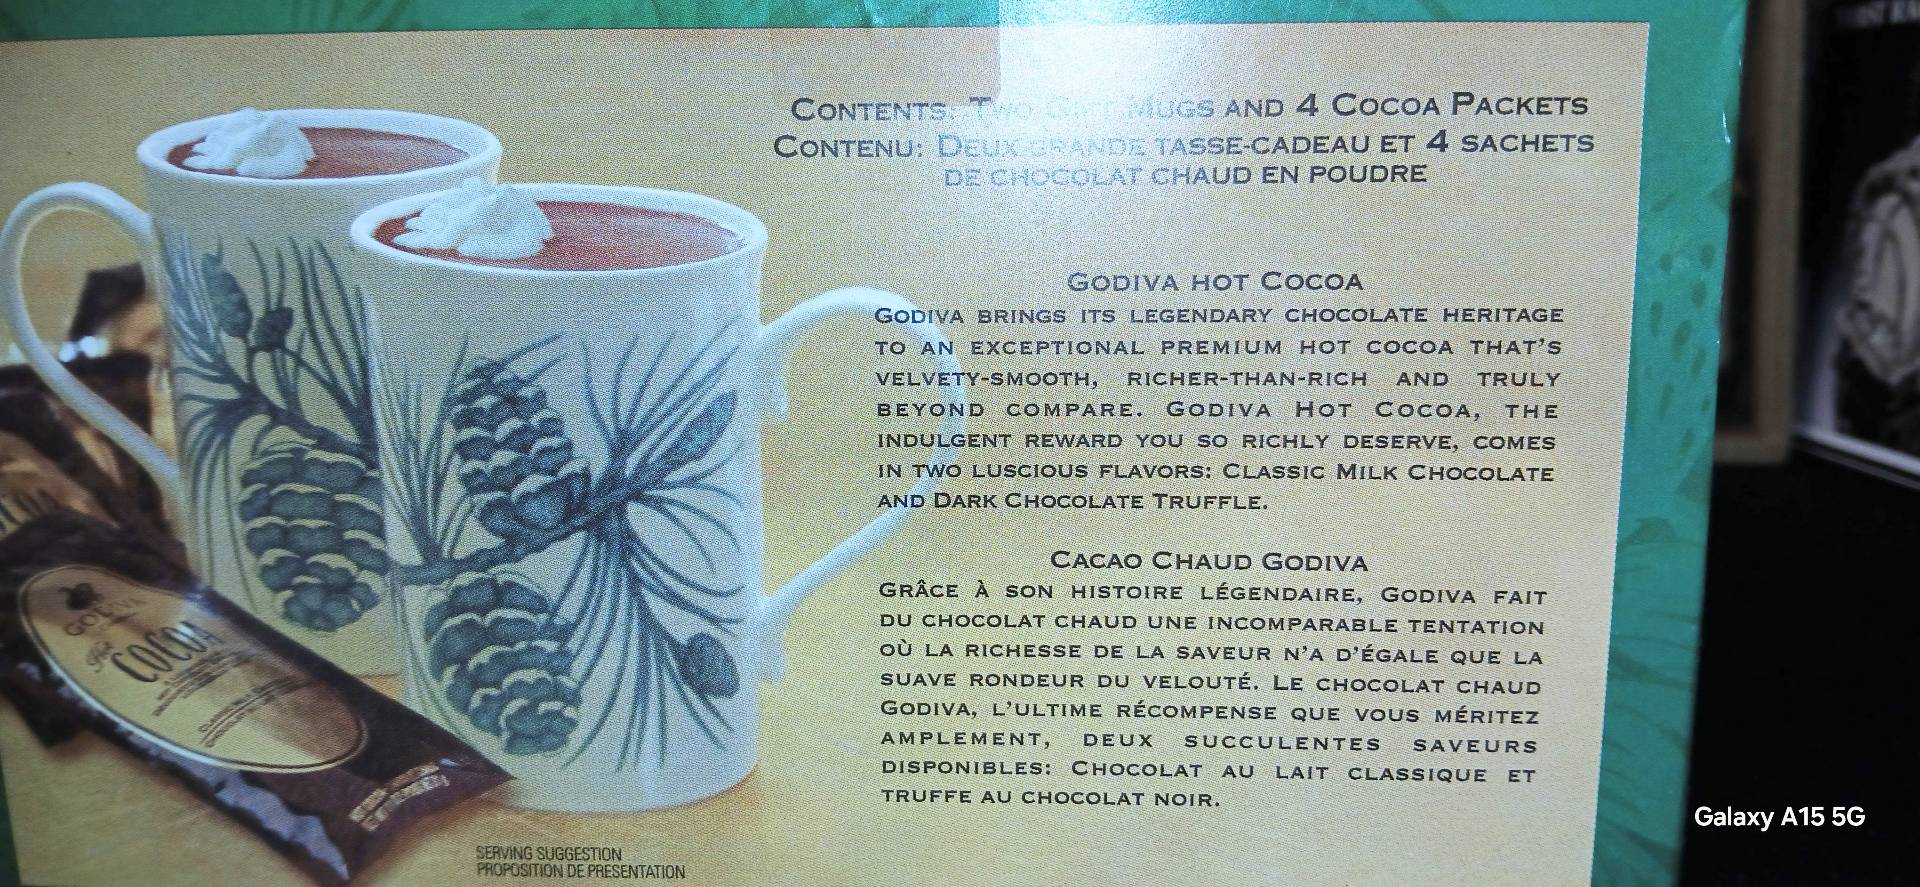 CONTENTS: TWO GIFT MUGS AND 4 COCOA PACKETS
CONTENU: DEUX GRANDE TASSE-CADEAU ET 4 SACHETS
DE CHOCOLAT CHAUD EN POUDRE
GODIVA HOT COCOA
GODIVA BRINGS ITS LEGENDARY CHOCOLATE HERITAGE
TO AN EXCEPTIONAL PREMIUM HOT COCOA THAT'S
VELVETY-SMOOTH, RICHER-THAN-RICH AND TRULY
BEYOND COMPARE. GODIVA HOT COCOA, THE
INDULGENT REWARD YOU SO RICHLY DESERVE, COMES
IN TWO LUSCIOUS FLAVORS: CLASSIC MILK CHOCOLATE
AND DARK CHOCOLATE TRUFFLE.
CACAO CHAUD GODIVA
GRÂCE À SON HISTOIRE LÉGENDAIRE, GODIVA FAIT
DU CHOCOLAT CHAUD UNE INCOMPARABLE TENTATION
OÙ LA RICHESSE DE LA SAVEUR N'A D'ÉGALE QUE LA
SUAVE RONDEUR DU VELOUTÉ. LE CHOCOLAT CHAUD
GODIVA, L'ULTIME RÉCOMPENSE QUE VOUS MÉRITEZ
AMPLEMENT, DEUX SUCCULENTES SAVEURS
DISPONIBLES: CHOCOLAT AU LAIT CLASSIQUE ET
TRUFFE AU CHOCOLAT NOIR.
GODIVA
Hot
COCOA
SERVING SUGGESTION
PROPOSITION DE PRESENTATION
Galaxy A15 5G